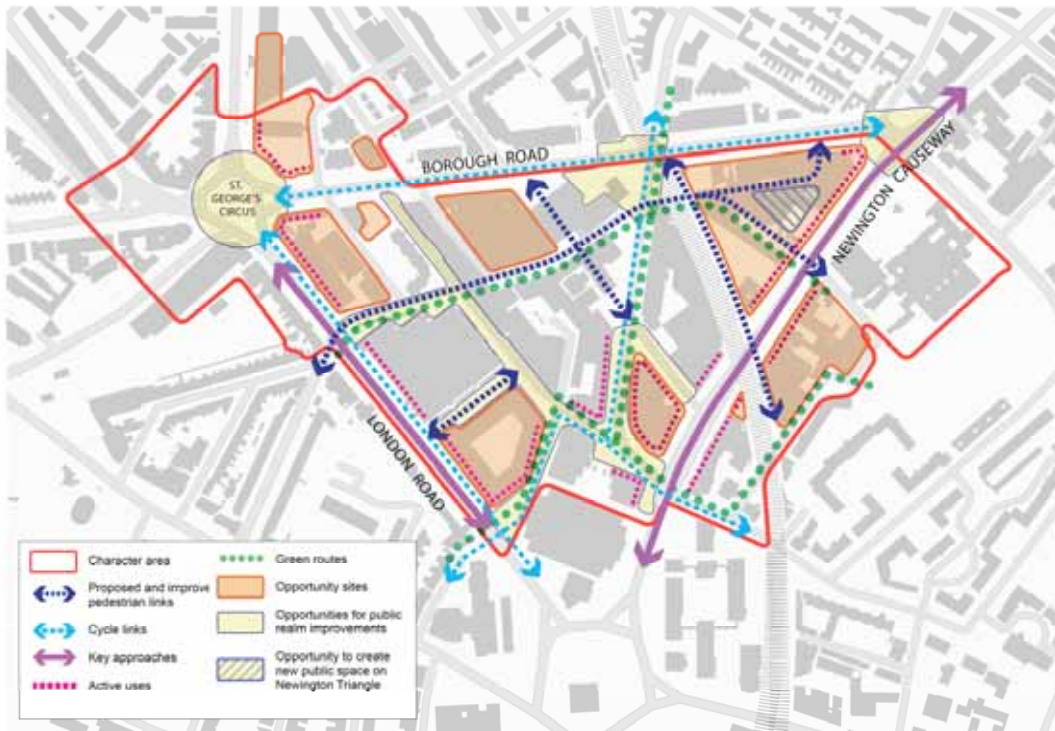 BOROUGH ROAD
ST.
GEORGE'S
CIRCUS
NEWINGTON CAUSEWAY
LONDON ROAD
Character area
Proposed and improve
pedestrian links
Cycle links
Key approaches
Active uses
Green routes
Opportunity sites
Opportunities for public
realm improvements
Opportunity to create
new public space on
Newington Triangle